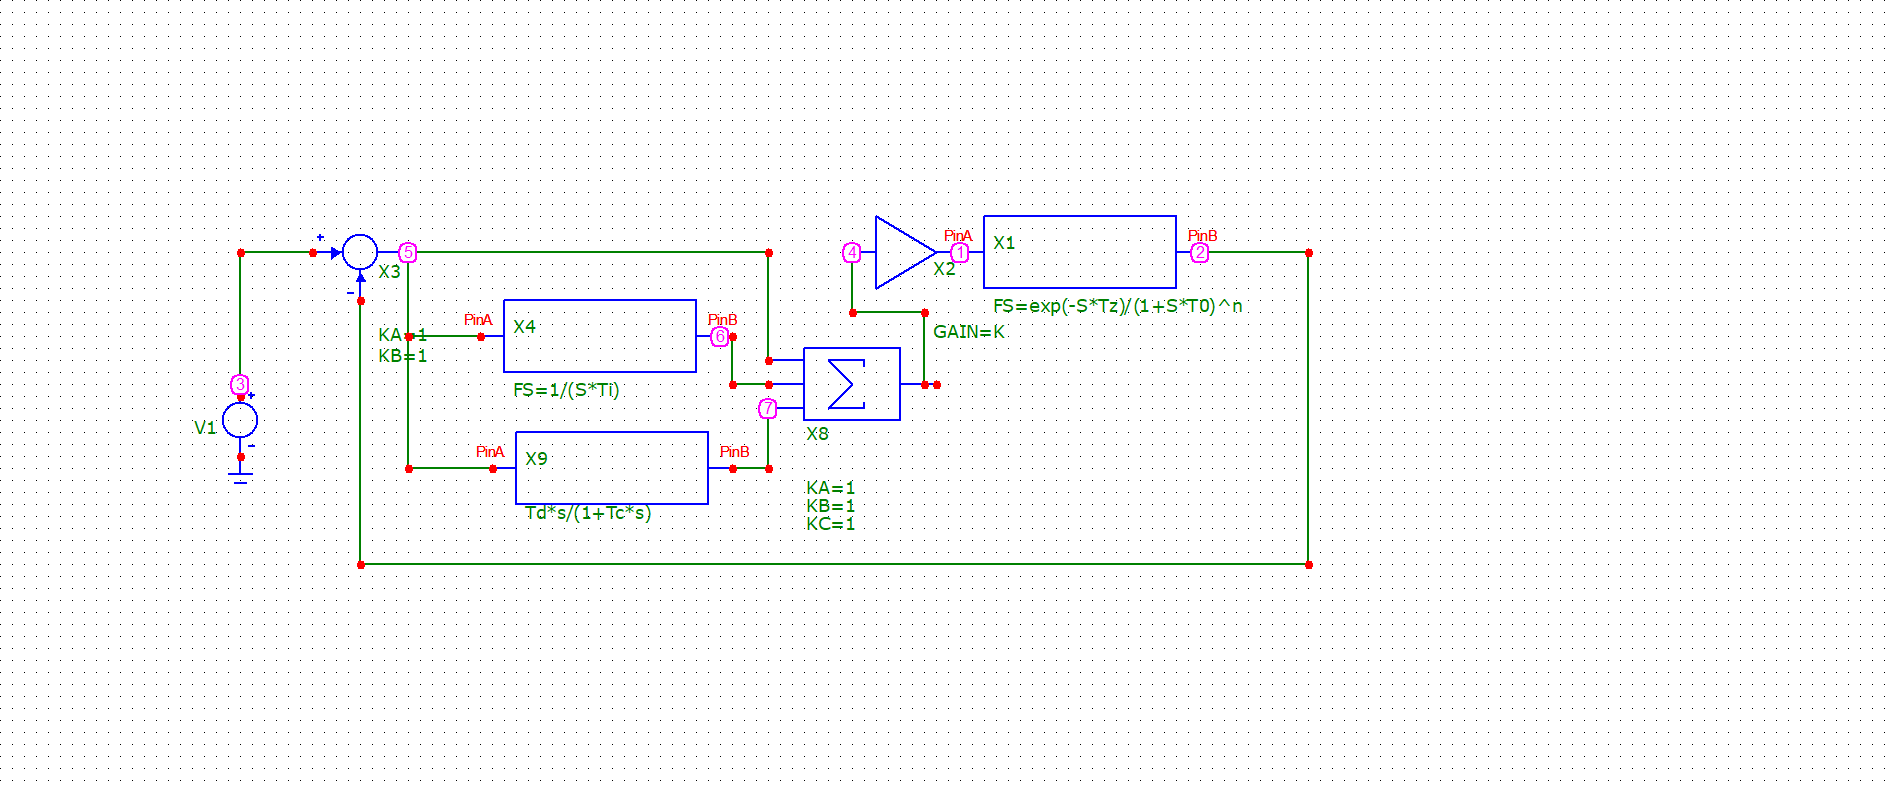 +
5
X3
-
4
PinA
1
X2
X1
PinB
2
FS=exp(-S*Tz)/(1+S*T0)^n
GAIN=K
KA=1
KB=1
PinA
X4
PinB
6
FS=1/(S*Ti)
3
+
V1
-
7
X8
PinA
X9
PinB
Td*s/(1+Tc*s)
KA=1
KB=1
KC=1